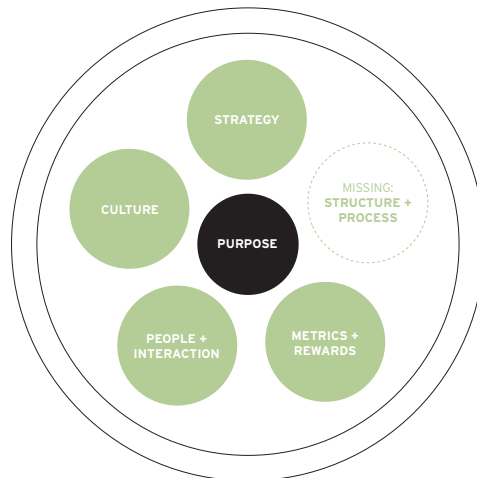 STRATEGY
MISSING:
STRUCTURE +
PROCESS
CULTURE
PURPOSE
PEOPLE +
INTERACTION
METRICS +
REWARDS